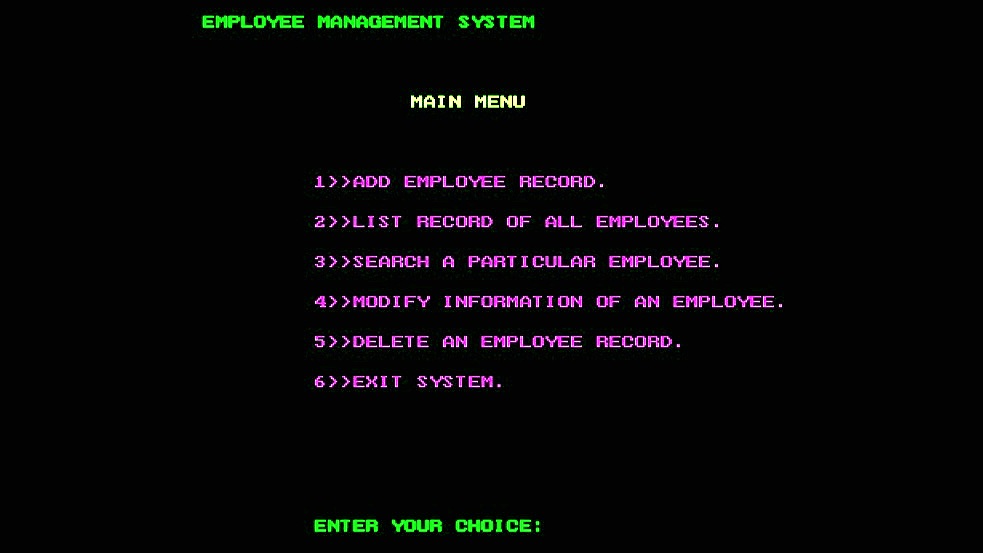 EMPLOYEE MANAGEMENT SYSTEM
MAIN MENU
1>>ADD EMPLOYEE RECORD.
2>>LIST RECORD OF ALL EMPLOYEES.
3>>SEARCH A PARTICULAR EMPLOYEE.
4>>MODIFY INFORMATION OF AN EMPLOYEE.
5>>DELETE AN EMPLOYEE RECORD.
6>>EXIT SYSTEM.
ENTER YOUR CHOICE: